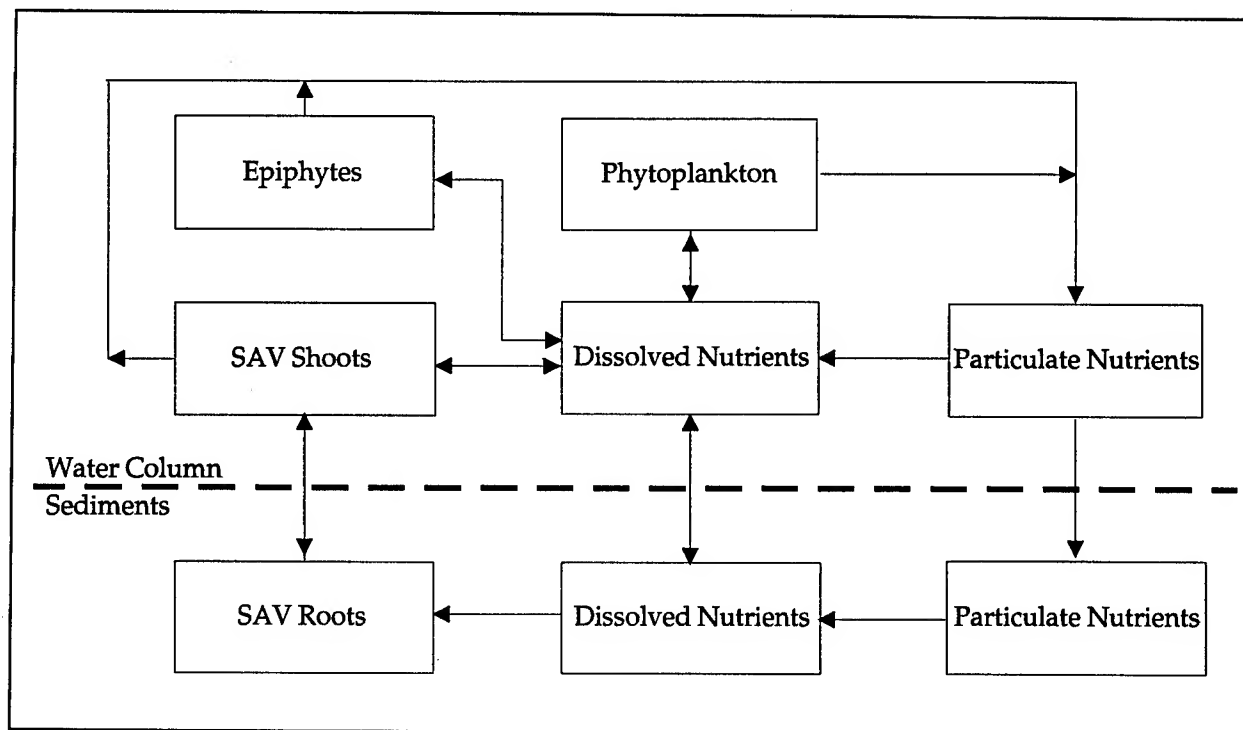 Epiphytes
Phytoplankton
SAV Shoots
Dissolved Nutrients
Particulate Nutrients
Water Column
Sediments
SAV Roots
Dissolved Nutrients
Particulate Nutrients